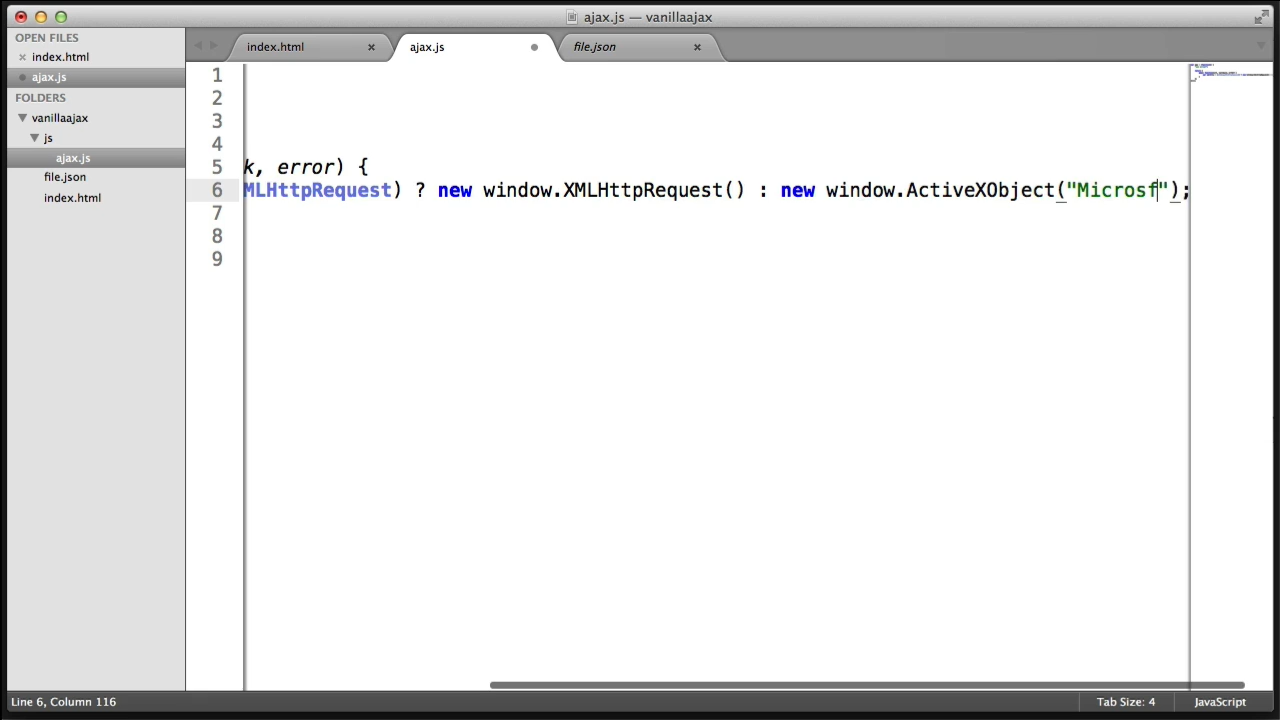 ajax.js — vanillaajax
OPEN FILES
index.html
ajax.js
FOLDERS
vanillaajax
js
ajax.js
file.json
index.html
index.html
ajax.js
file.json
1
2
3
4
5 k, error) {
6 MLHttpRequest) ? new window.XMLHttpRequest() : new window.ActiveXObject("Microsf");
7
8
9
Line 6, Column 116
Tab Size: 4
JavaScript